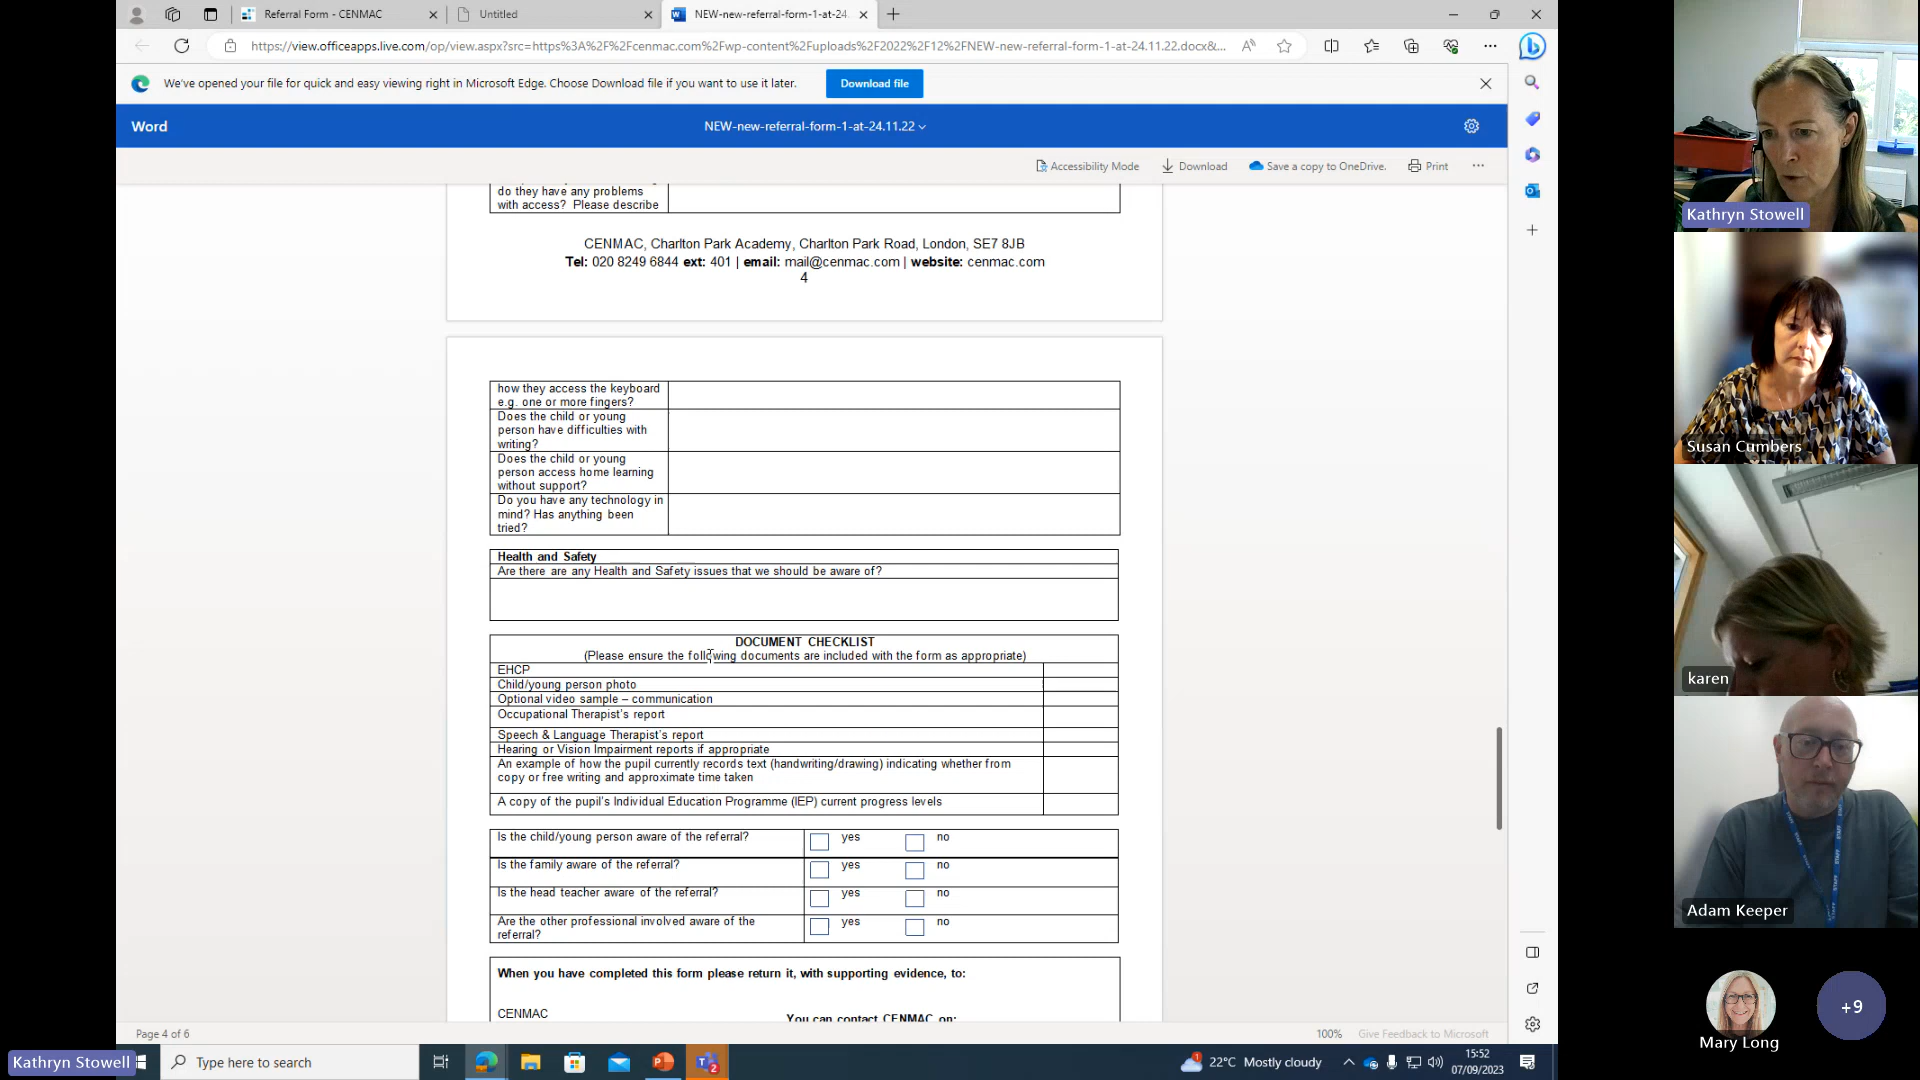 Referral Form - CENMAC
Untitled
NEW-new-referral-form-1-at-24.
https://view.officeapps.live.com/op/view.aspx?src=https%3A%2F%2Fcenmac.com%2Fwp-content%2Fuploads%2F2022%2F12%2FNEW-new-referral-form-1-at-24.11.22.docx&...
We've opened your file for quick and easy viewing right in Microsoft Edge. Choose Download file if you want to use it later.
Download file
Word
NEW-new-referral-form-1-at-24.11.22
Accessibility Mode
Download
Save a copy to OneDrive.
Print
do they have any problems
with access? Please describe
CENMAC, Charlton Park Academy, Charlton Park Road, London, SE7 8JB
Tel: 020 8249 6844 ext: 401 | email: mail@cenmac.com | website: cenmac.com
4
how they access the keyboard
e.g. one or more fingers?
Does the child or young
person have difficulties with
writing?
Does the child or young
person access home learning
without support?
Do you have any technology in
mind? Has anything been
tried?
Health and Safety
Are there are any Health and Safety issues that we should be aware of?
DOCUMENT CHECKLIST
(Please ensure the following documents are included with the form as appropriate)
EHCP
Child/young person photo
Optional video sample – communication
Occupational Therapist's report
Speech & Language Therapist's report
Hearing or Vision Impairment reports if appropriate
An example of how the pupil currently records text (handwriting/drawing) indicating whether from
copy or free writing and approximate time taken
A copy of the pupil's Individual Education Programme (IEP) current progress levels
Is the child/young person aware of the referral? yes no
Is the family aware of the referral? yes no
Is the head teacher aware of the referral? yes no
Are the other professional involved aware of the
referral? yes no
When you have completed this form please return it, with supporting evidence, to:
CENMAC
You can contact CENMAC on:
Page 4 of 6
100%
Give Feedback to Microsoft
Kathryn Stowell
Type here to search
1
2
22°C Mostly cloudy
15:52
07/09/2023
Kathryn Stowell
Susan Cumbers
karen
Adam Keeper
Mary Long
+9